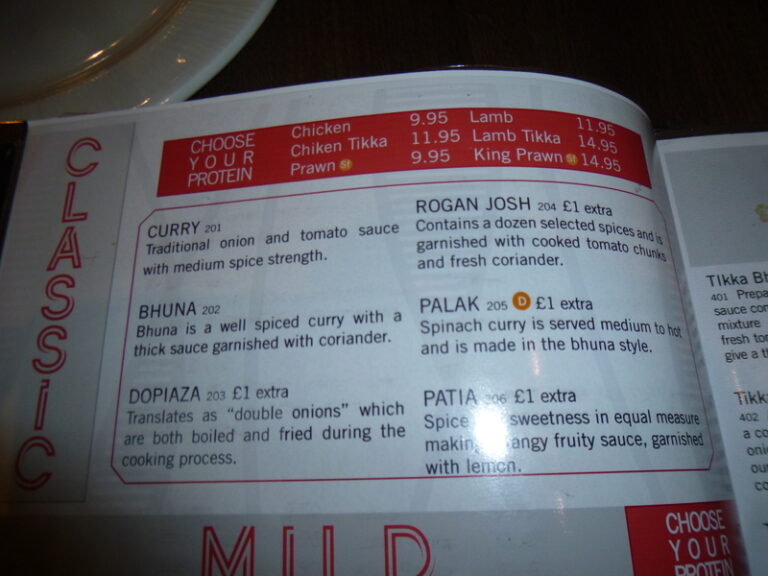 CLASSIC
CHOOSE YOUR PROTEIN
Chicken 9.95 Lamb 11.95
Chiken Tikka 11.95 Lamb Tikka 14.95
Prawn Sf 9.95 King Prawn Sf 14.95
CURRY 201
Traditional onion and tomato sauce
with medium spice strength.
BHUNA 202
Bhuna is a well spiced curry with a
thick sauce garnished with coriander.
DOPIAZA 203 £1 extra
Translates as “double onions” which
are both boiled and fried during the
cooking process.
ROGAN JOSH 204 £1 extra
Contains a dozen selected spices and is
garnished with cooked tomato chunks
and fresh coriander.
PALAK 205 D £1 extra
Spinach curry is served medium to hot
and is made in the bhuna style.
PATIA £1 extra
Spice sweetness in equal measure
fruity sauce, garnished
with lemon.
MILD
CHOOSE
YOUR
PROTEIN
Tikka
401
sauce
mixture
fresh
give a
402
a